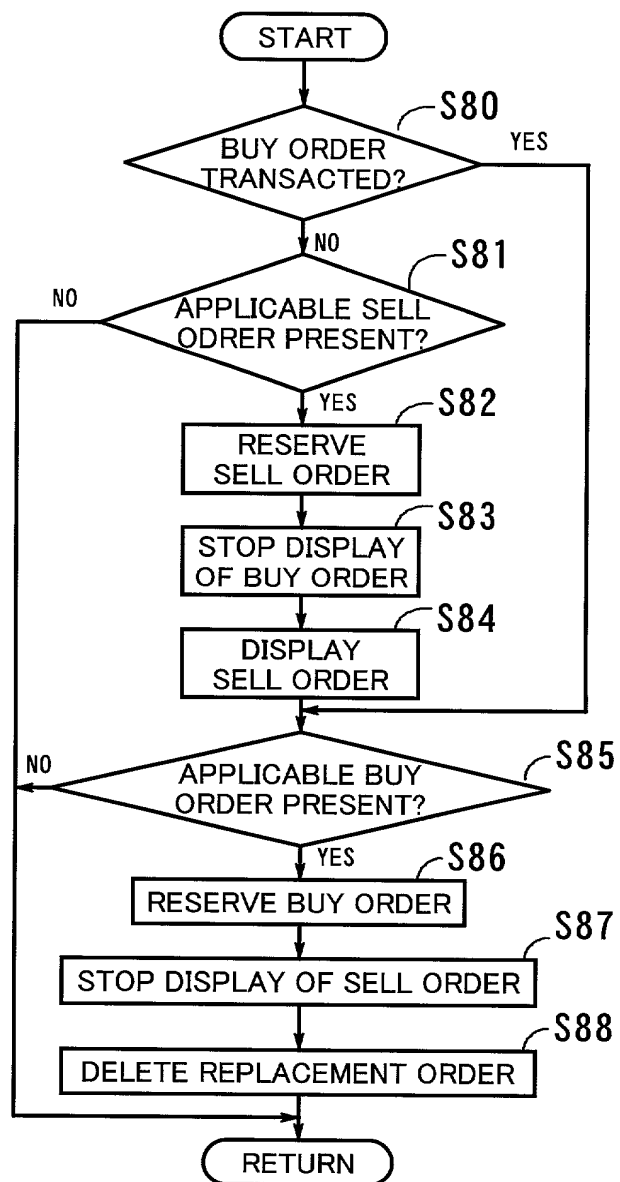 START
S80
BUY ORDER
TRANSACTED?
YES
NO
S81
NO
APPLICABLE SELL
ODRER PRESENT?
YES
S82
RESERVE
SELL ORDER
S83
STOP DISPLAY
OF BUY ORDER
S84
DISPLAY
SELL ORDER
S85
NO
APPLICABLE BUY
ORDER PRESENT?
YES
S86
RESERVE BUY ORDER
S87
STOP DISPLAY OF SELL ORDER
S88
DELETE REPLACEMENT ORDER
RETURN